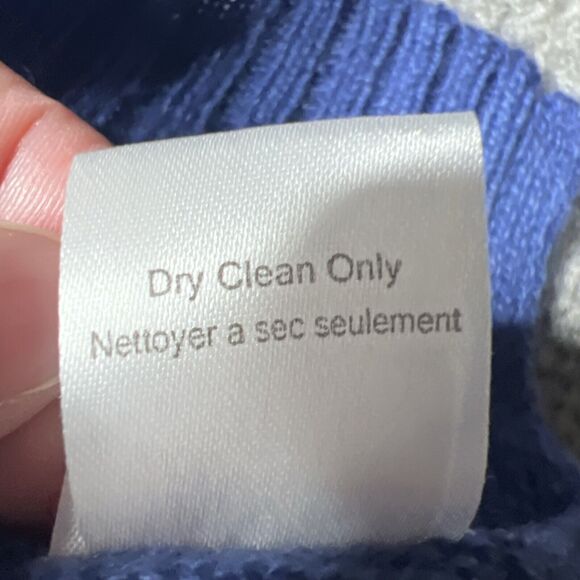 Dry Clean Only
Nettoyer a sec seulement